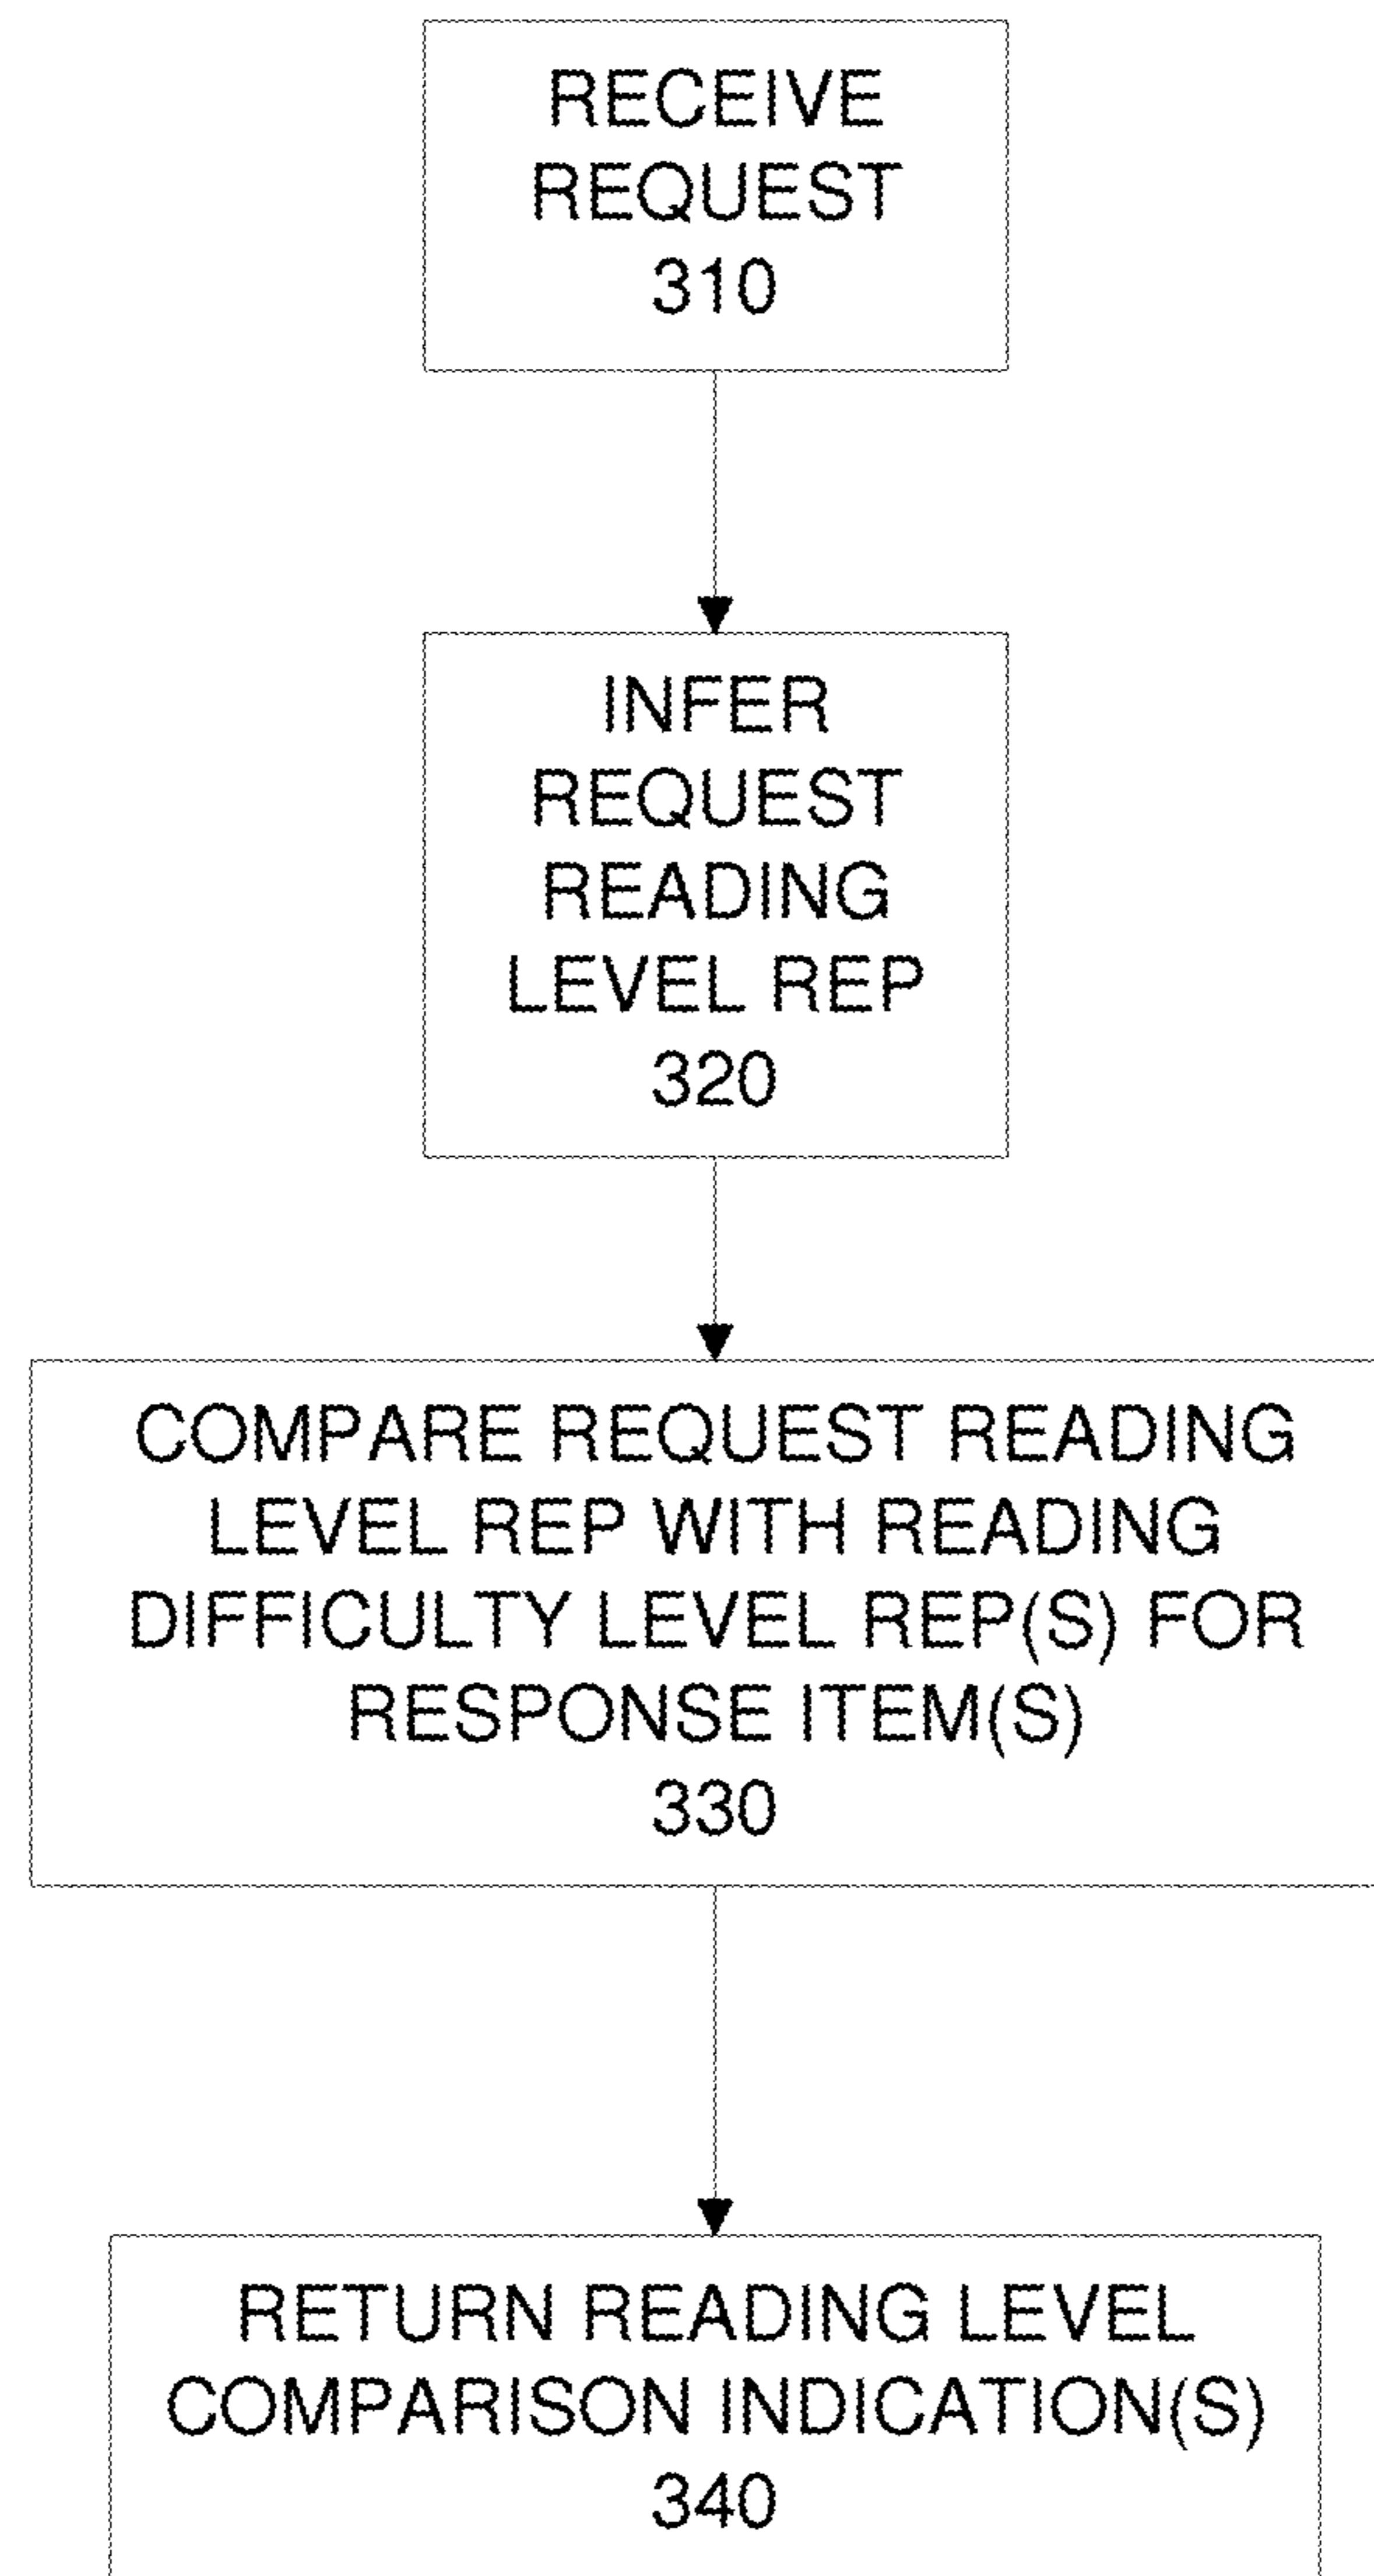 RECEIVE
REQUEST
310
INFER
REQUEST
READING
LEVEL REP
320
COMPARE REQUEST READING
LEVEL REP WITH READING
DIFFICULTY LEVEL REP(S) FOR
RESPONSE ITEM(S)
330
RETURN READING LEVEL
COMPARISON INDICATION(S)
340